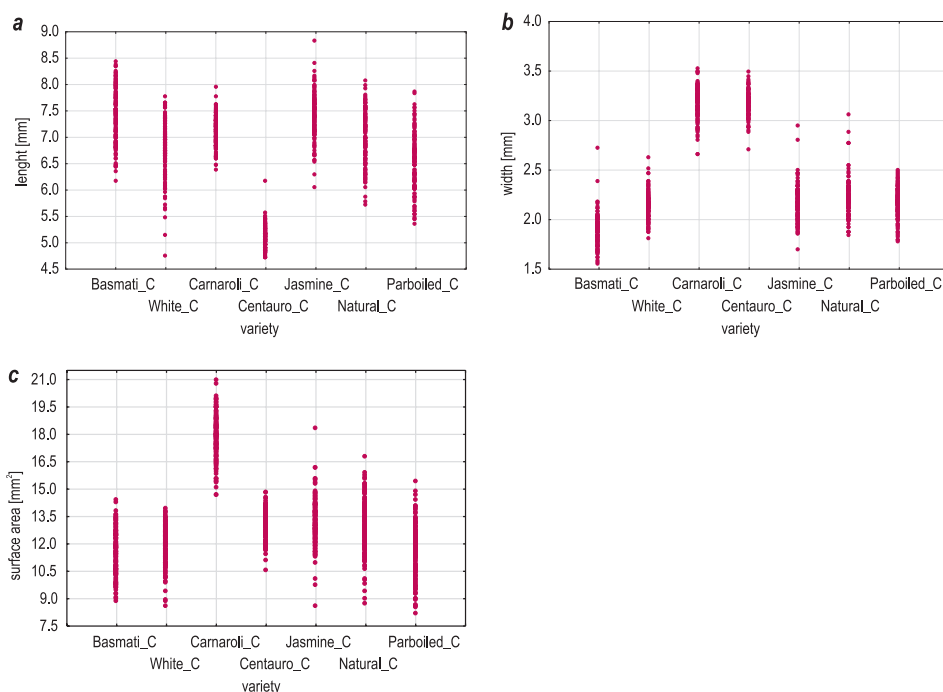 a
lenght [mm]
9.0
8.5
8.0
7.5
7.0
6.5
6.0
5.5
5.0
4.5
Basmati_C Carnaroli_C Jasmine_C Parboiled_C
White_C Centauro_C Natural_C
variety
b
width [mm]
4.0
3.5
3.0
2.5
2.0
1.5
Basmati_C Carnaroli_C Jasmine_C Parboiled_C
White_C Centauro_C Natural_C
variety
c
surface area [mm²]
21.0
19.5
18.0
16.5
15.0
13.5
12.0
10.5
9.0
7.5
Basmati_C Carnaroli_C Jasmine_C Parboiled_C
White_C Centauro_C Natural_C
variety